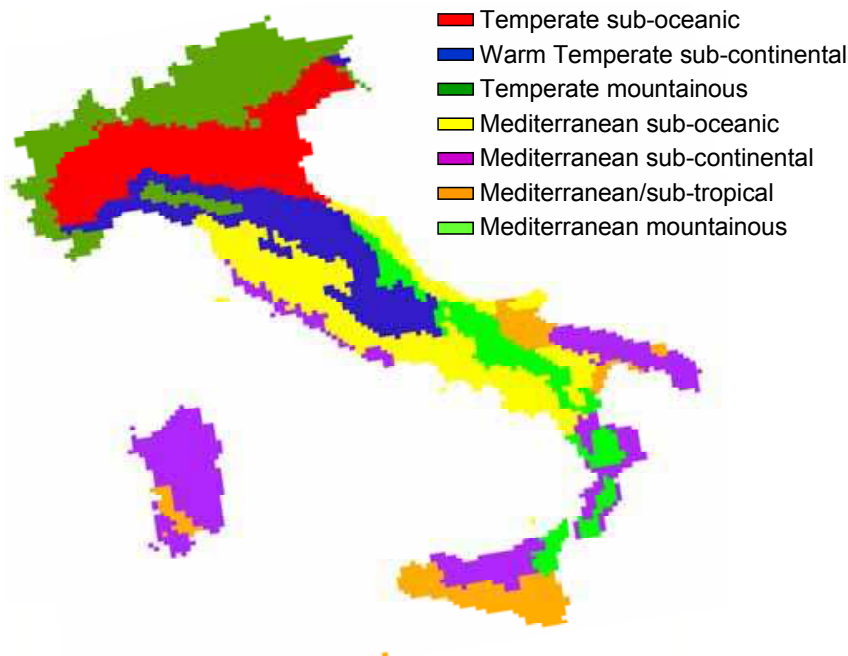 Temperate sub-oceanic
Warm Temperate sub-continental
Temperate mountainous
Mediterranean sub-oceanic
Mediterranean sub-continental
Mediterranean/sub-tropical
Mediterranean mountainous